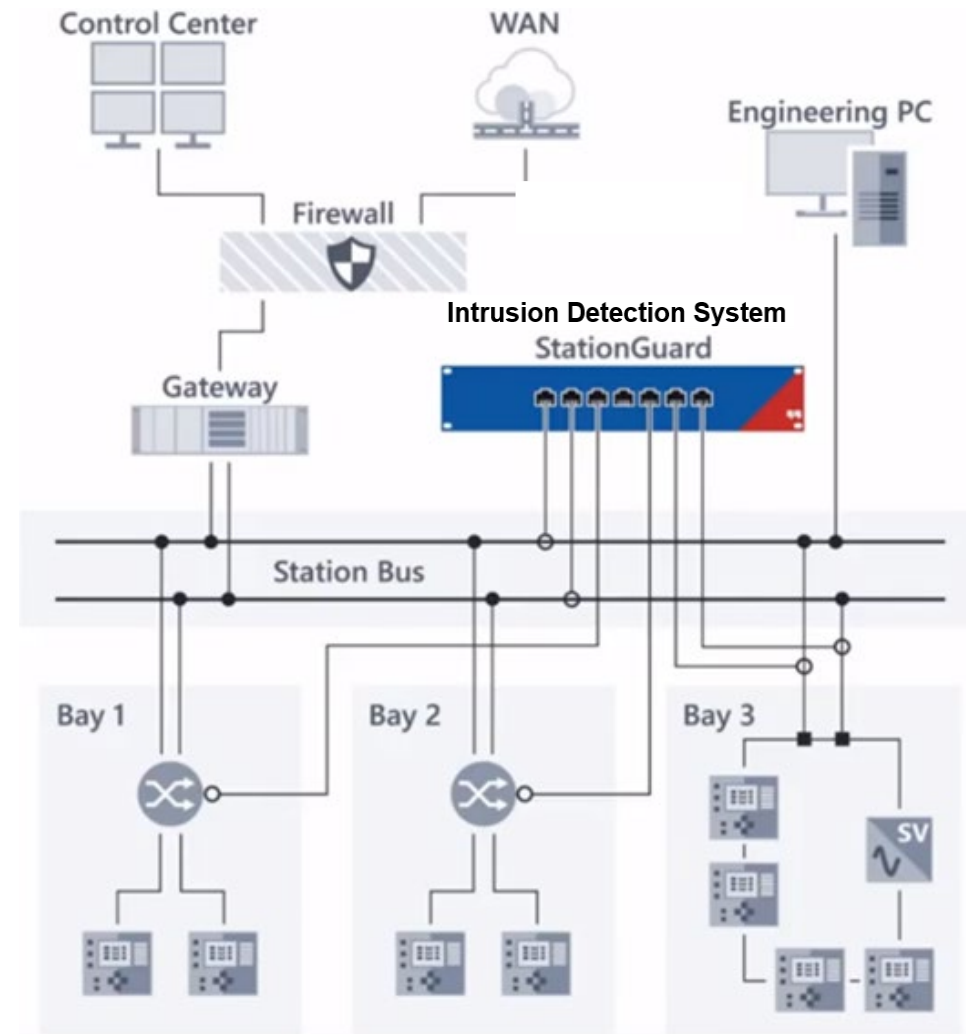 Control Center
WAN
Engineering PC
Firewall
Intrusion Detection System
StationGuard
Gateway
Station Bus
Bay 1
Bay 2
Bay 3
SV